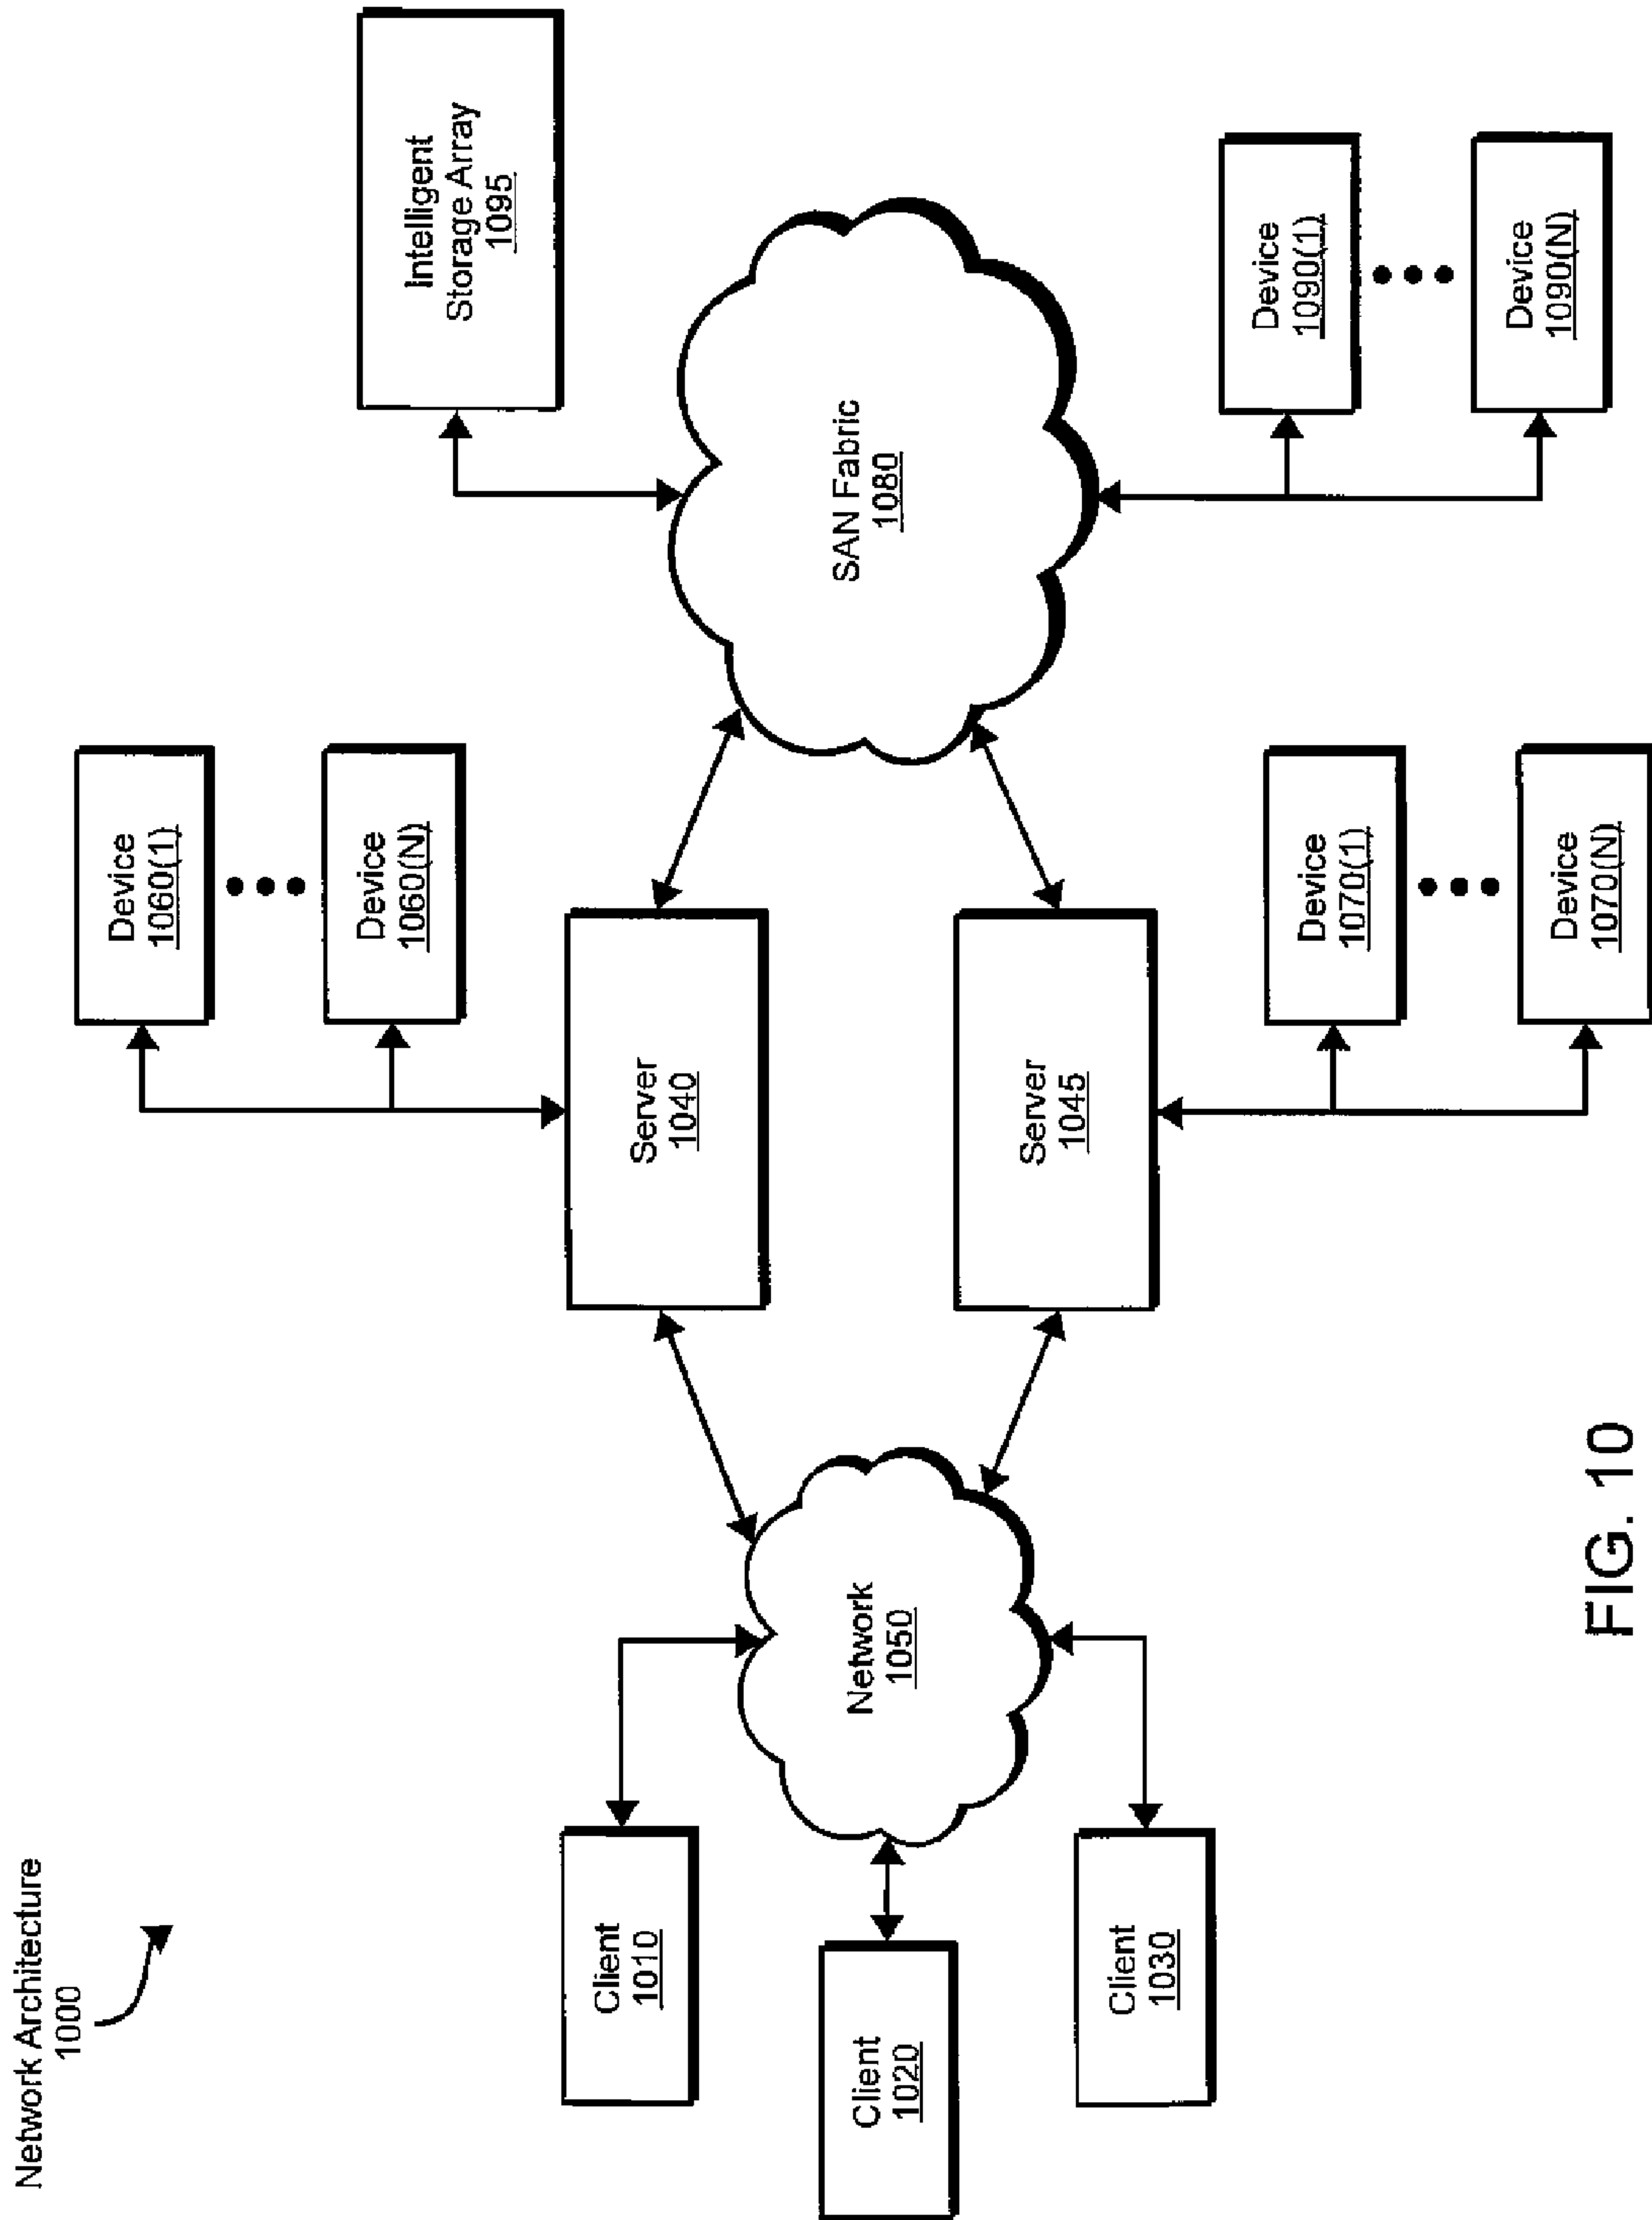 Network Architecture
1000
Device
1060(1)
Device
1060(N)
Intelligent
Storage Array
1095
Client
1010
Server
1040
Client
1020
Network
1050
SAN Fabric
1080
Client
1030
Server
1045
Device
1070(1)
Device
1070(N)
Device
1090(1)
Device
1090(N)
FIG. 10